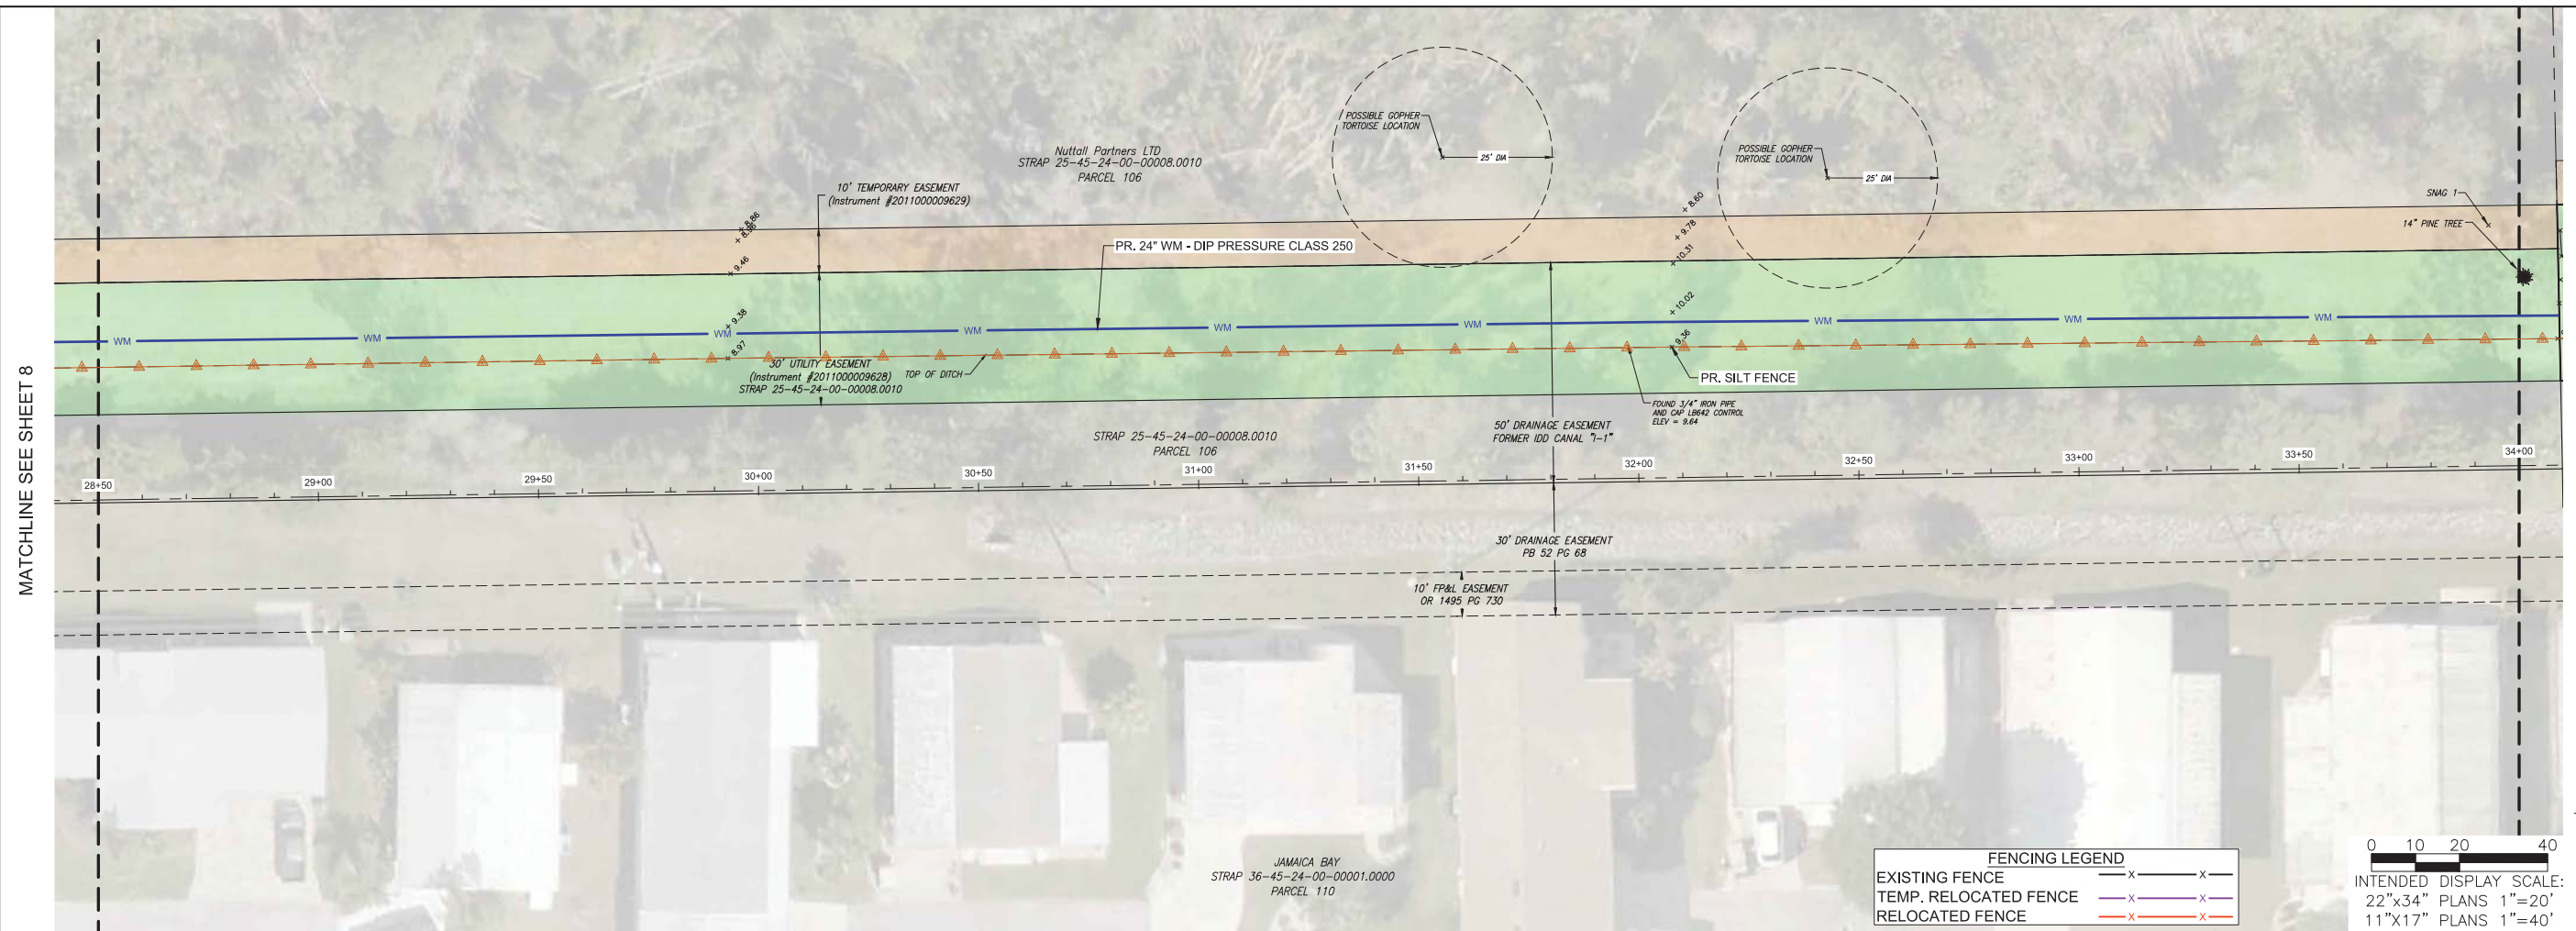 MATCHLINE SEE SHEET 8
Nuttall Partners LTD
STRAP 25-45-24-00-00008.0010
PARCEL 106
10' TEMPORARY EASEMENT
(Instrument #2011000009629)
POSSIBLE GOPHER
TORTOISE LOCATION
25' DIA
POSSIBLE GOPHER
TORTOISE LOCATION
25' DIA
SNAG 1
14" PINE TREE
8.86
9.46
9.38
8.97
8.60
9.78
10.31
10.02
9.36
PR. 24" WM - DIP PRESSURE CLASS 250
WM
WM
WM
WM
WM
WM
WM
WM
WM
30' UTILITY EASEMENT
(Instrument #2011000009628)
STRAP 25-45-24-00-00008.0010
TOP OF DITCH
PR. SILT FENCE
FOUND 3/4" IRON PIPE
AND CAP LB642 CONTROL
ELEV = 9.64
STRAP 25-45-24-00-00008.0010
PARCEL 106
50' DRAINAGE EASEMENT
FORMER IDD CANAL "I-1"
28+50
29+00
29+50
30+00
30+50
31+00
31+50
32+00
32+50
33+00
33+50
34+00
30' DRAINAGE EASEMENT
PB 52 PG 68
10' FP&L EASEMENT
OR 1495 PG 730
JAMAICA BAY
STRAP 36-45-24-00-00001.0000
PARCEL 110
FENCING LEGEND
EXISTING FENCE X X
TEMP. RELOCATED FENCE X X
RELOCATED FENCE X X
0 10 20 40
INTENDED DISPLAY SCALE:
22"x34" PLANS 1"=20'
11"X17" PLANS 1"=40'